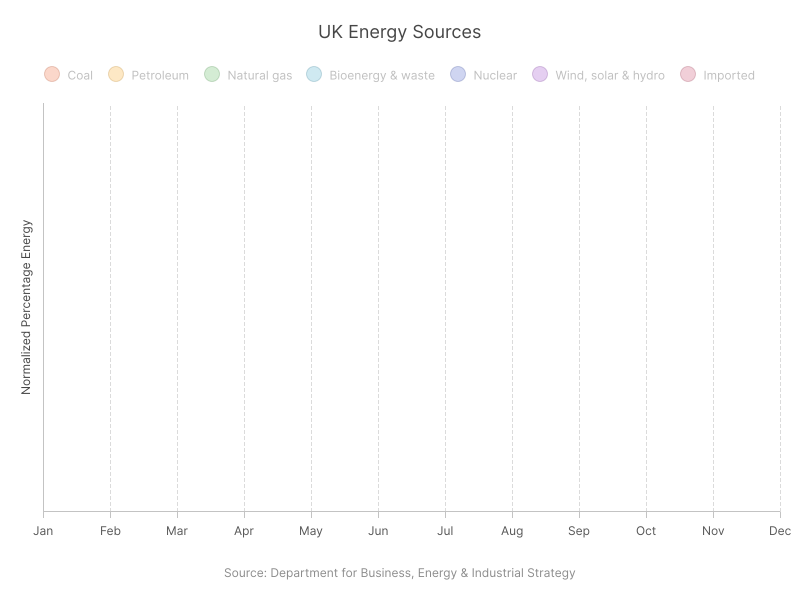 UK Energy Sources
Coal Petroleum Natural gas Bioenergy & waste Nuclear Wind, solar & hydro Imported
Normalized Percentage Energy
Jan Feb Mar Apr May Jun Jul Aug Sep Oct Nov Dec
Source: Department for Business, Energy & Industrial Strategy